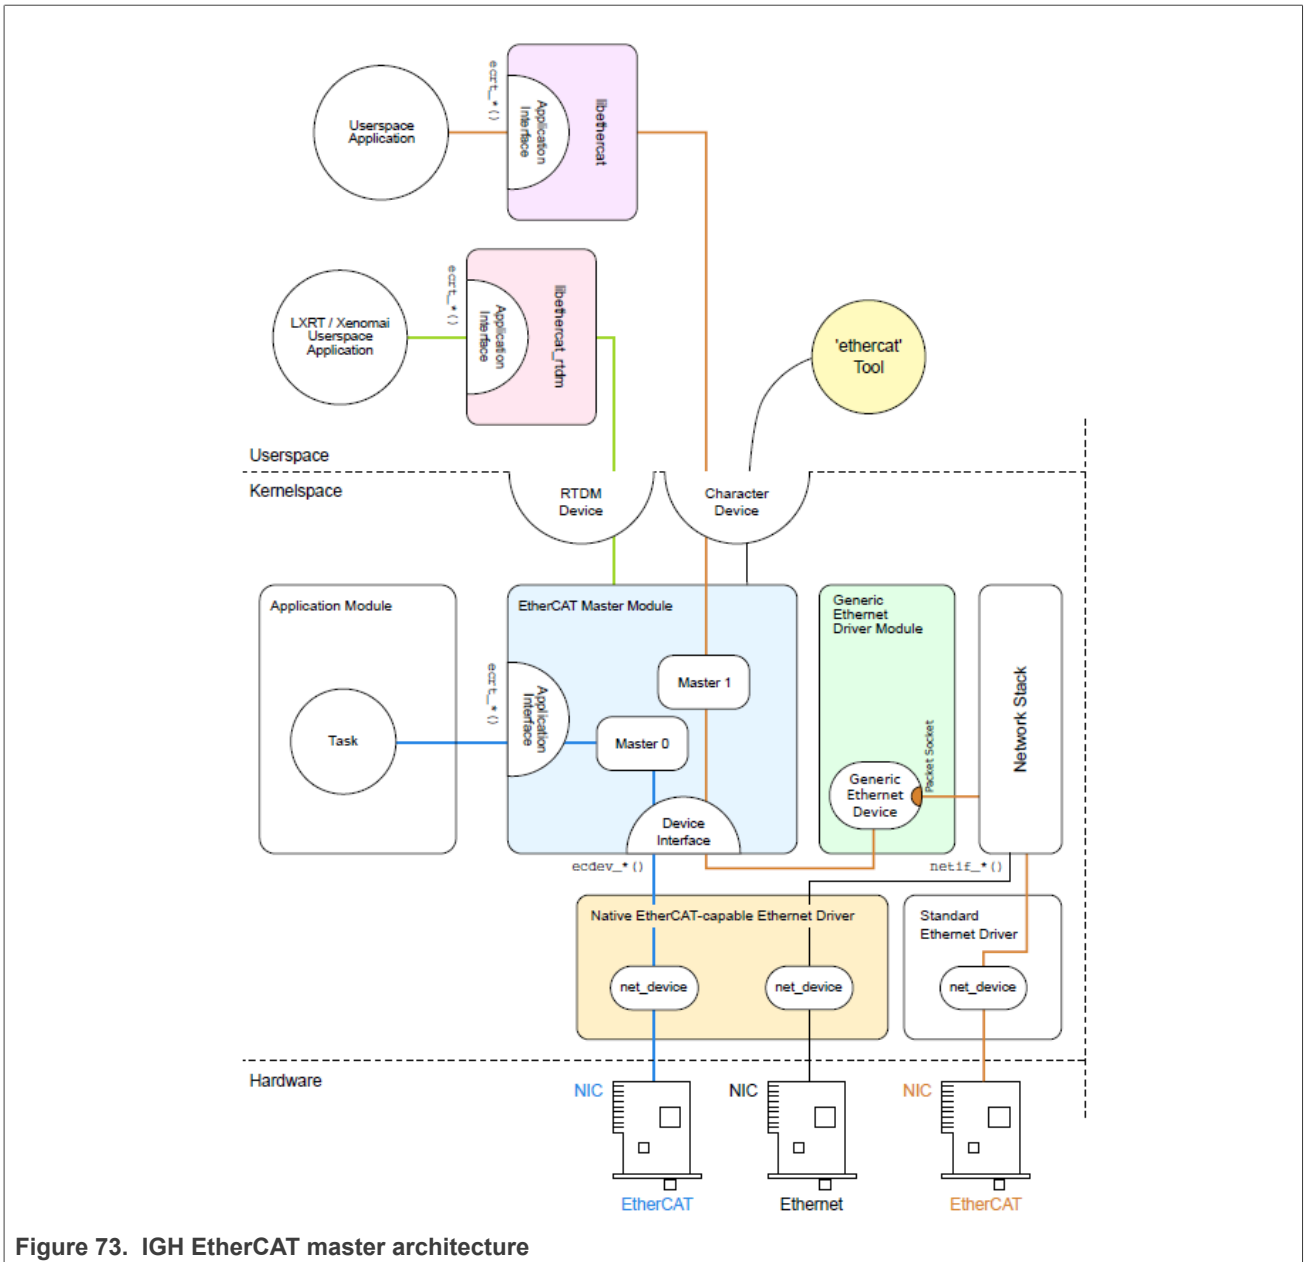 Userspace
Application
ecrt_*()
Application
Interface
libethercat
LXRT / Xenomai
Userspace
Application
ecrt_*()
Application
Interface
libethercat_rtdm
'ethercat'
Tool
Userspace
Kernelspace
RTDM
Device
Character
Device
Application Module
Task
EtherCAT Master Module
ecrt_*()
Application
Interface
Master 1
Master 0
Device
Interface
Generic
Ethernet
Driver Module
Generic
Ethernet
Device
Packet Socket
Network Stack
ecdev_*()
netif_*()
Native EtherCAT-capable Ethernet Driver
net_device
net_device
Standard
Ethernet Driver
net_device
Hardware
NIC
NIC
NIC
EtherCAT
Ethernet
EtherCAT
Figure 73. IGH EtherCAT master architecture